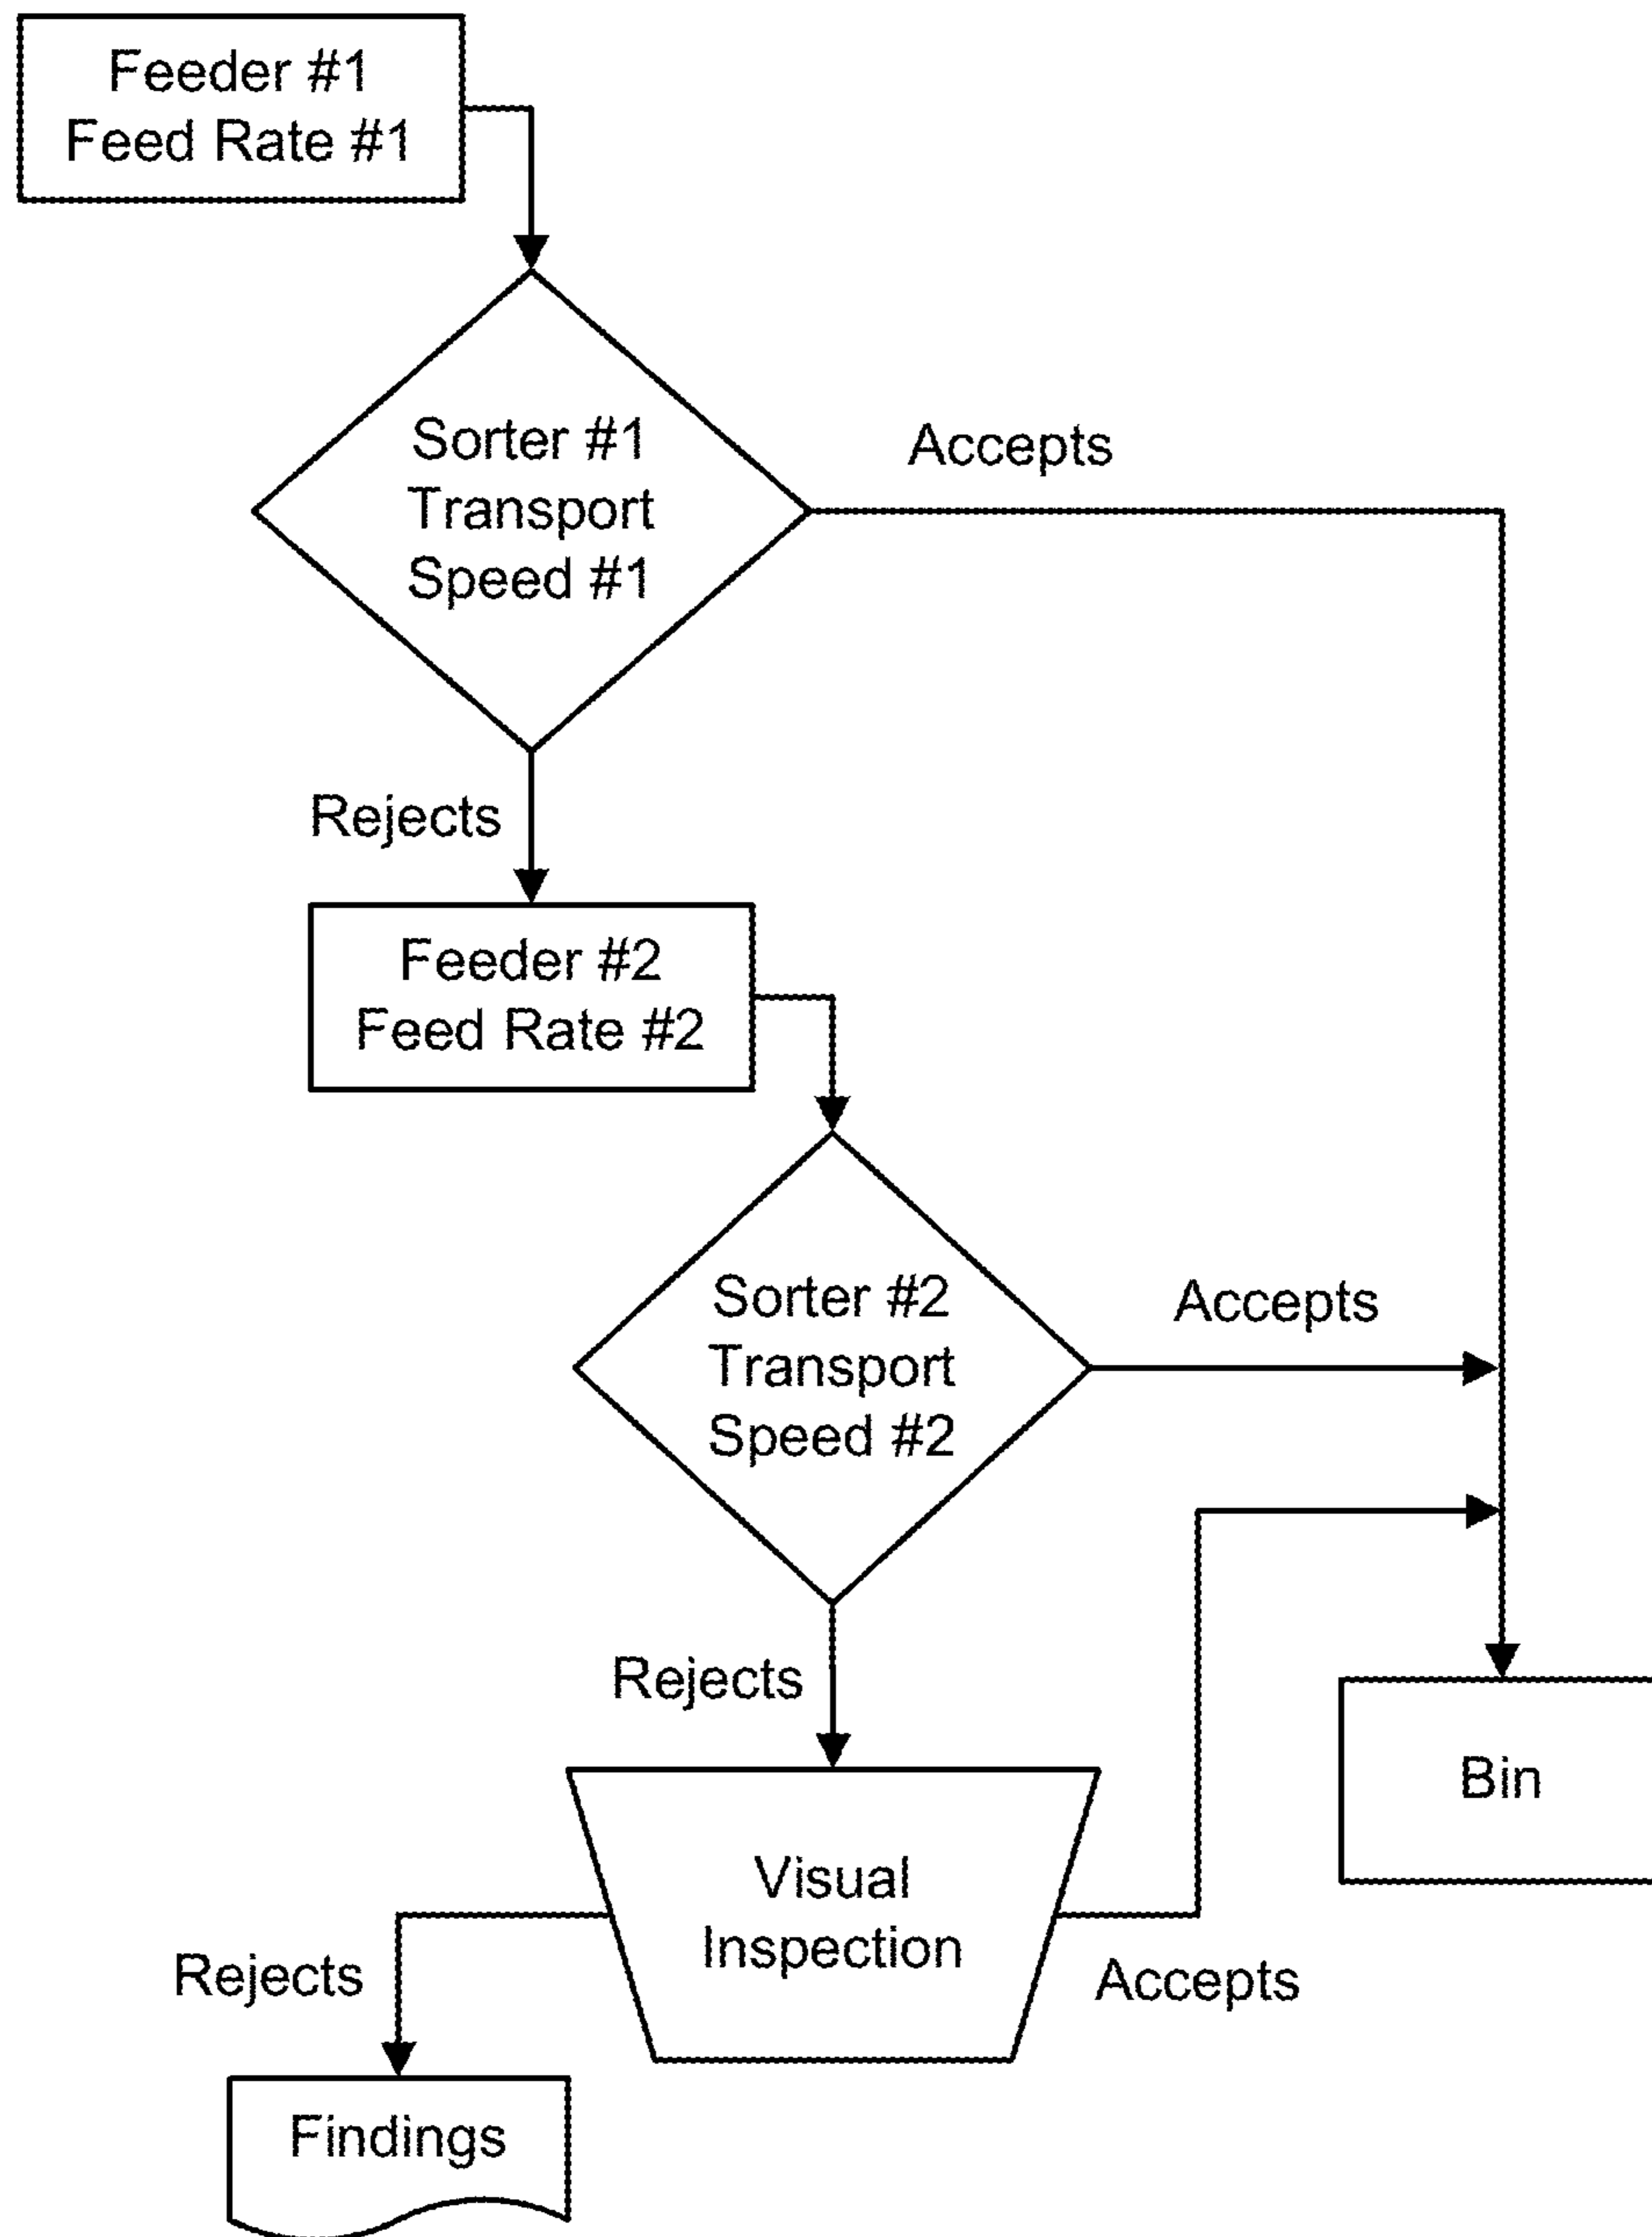 Feeder #1
Feed Rate #1
Sorter #1
Transport
Speed #1
Accepts
Rejects
Feeder #2
Feed Rate #2
Sorter #2
Transport
Speed #2
Accepts
Rejects
Bin
Visual
Inspection
Rejects
Accepts
Findings